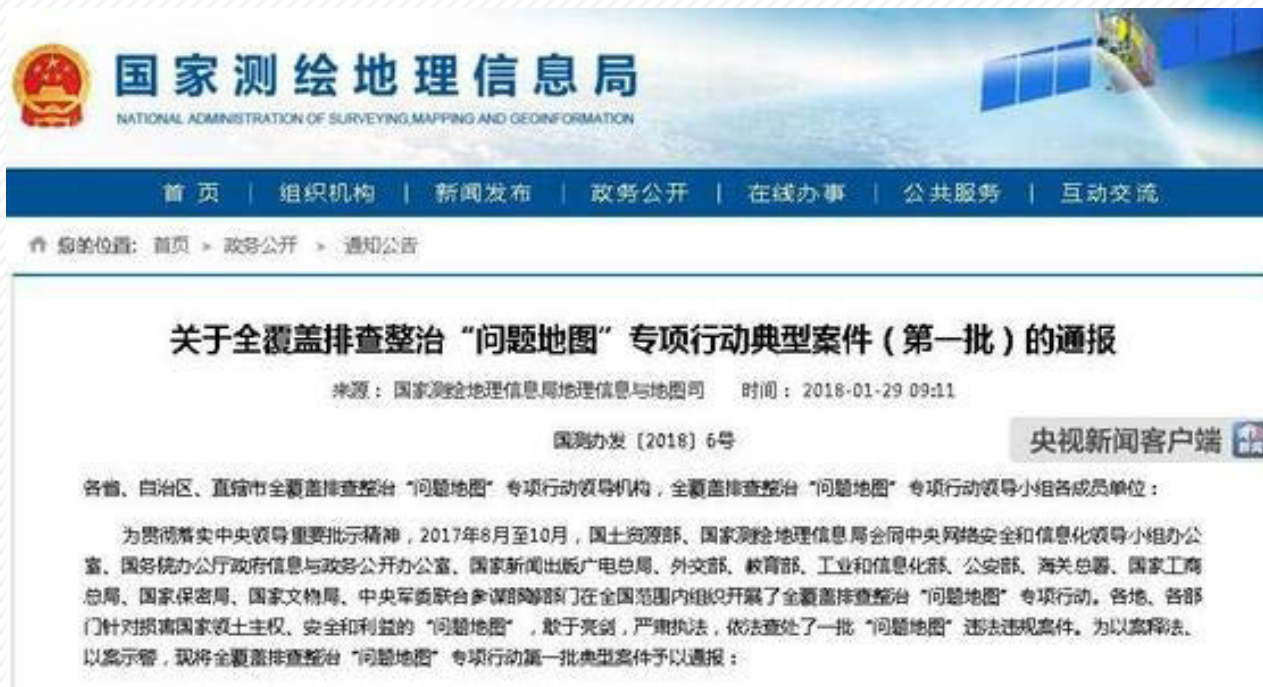 国家测绘地理信息局
NATIONAL ADMINISTRATION OF SURVEYING,MAPPING AND GEOINFORMATION
首 页 | 组织机构 | 新闻发布 | 政务公开 | 在线办事 | 公共服务 | 互动交流
您的位置: 首页 » 政务公开 » 通知公告
关于全覆盖排查整治“问题地图”专项行动典型案件(第一批)的通报
来源: 国家测绘地理信息局地理信息与地图司 时间: 2018-01-29 09:11
国测办发〔2018〕6号
央视新闻客户端
各省、自治区、直辖市全覆盖排查整治“问题地图”专项行动领导机构,全覆盖排查整治“问题地图”专项行动领导小组各成员单位:
为贯彻落实中央领导重要批示精神,2017年8月至10月,国土资源部、国家测绘地理信息局会同中央网络安全和信息化领导小组办公
室、国务院办公厅政府信息与政务公开办公室、国家新闻出版广电总局、外交部、教育部、工业和信息化部、公安部、海关总署、国家工商
总局、国家保密局、国家文物局、中央军委联合参谋部等部门在全国范围内组织开展了全覆盖排查整治“问题地图”专项行动。各地、各部
门针对损害国家领土主权、安全和利益的“问题地图”,敢于亮剑,严肃执法,依法查处了一批“问题地图”违法违规案件。为以案释法、
以案示警,现将全覆盖排查整治“问题地图”专项行动第一批典型案件予以通报: